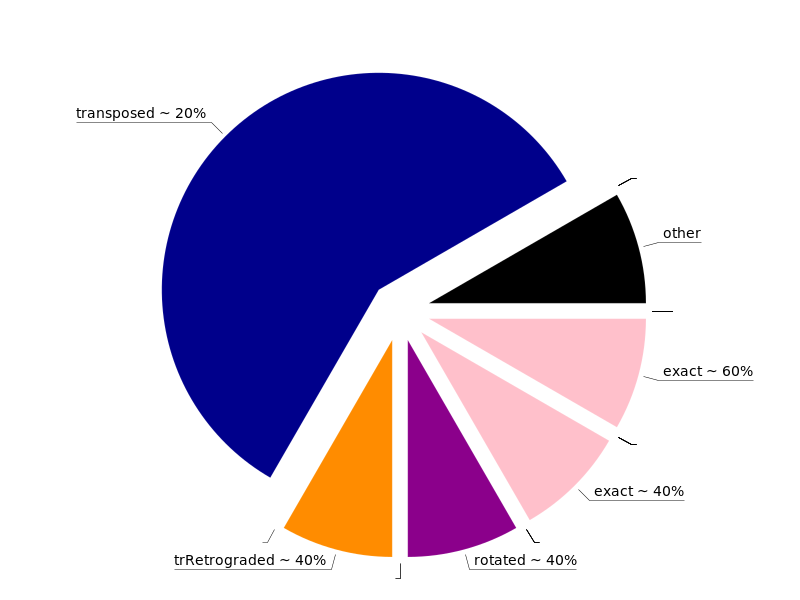 transposed ~ 20%
other
exact ~ 60%
exact ~ 40%
trRetrograded ~ 40%
rotated ~ 40%